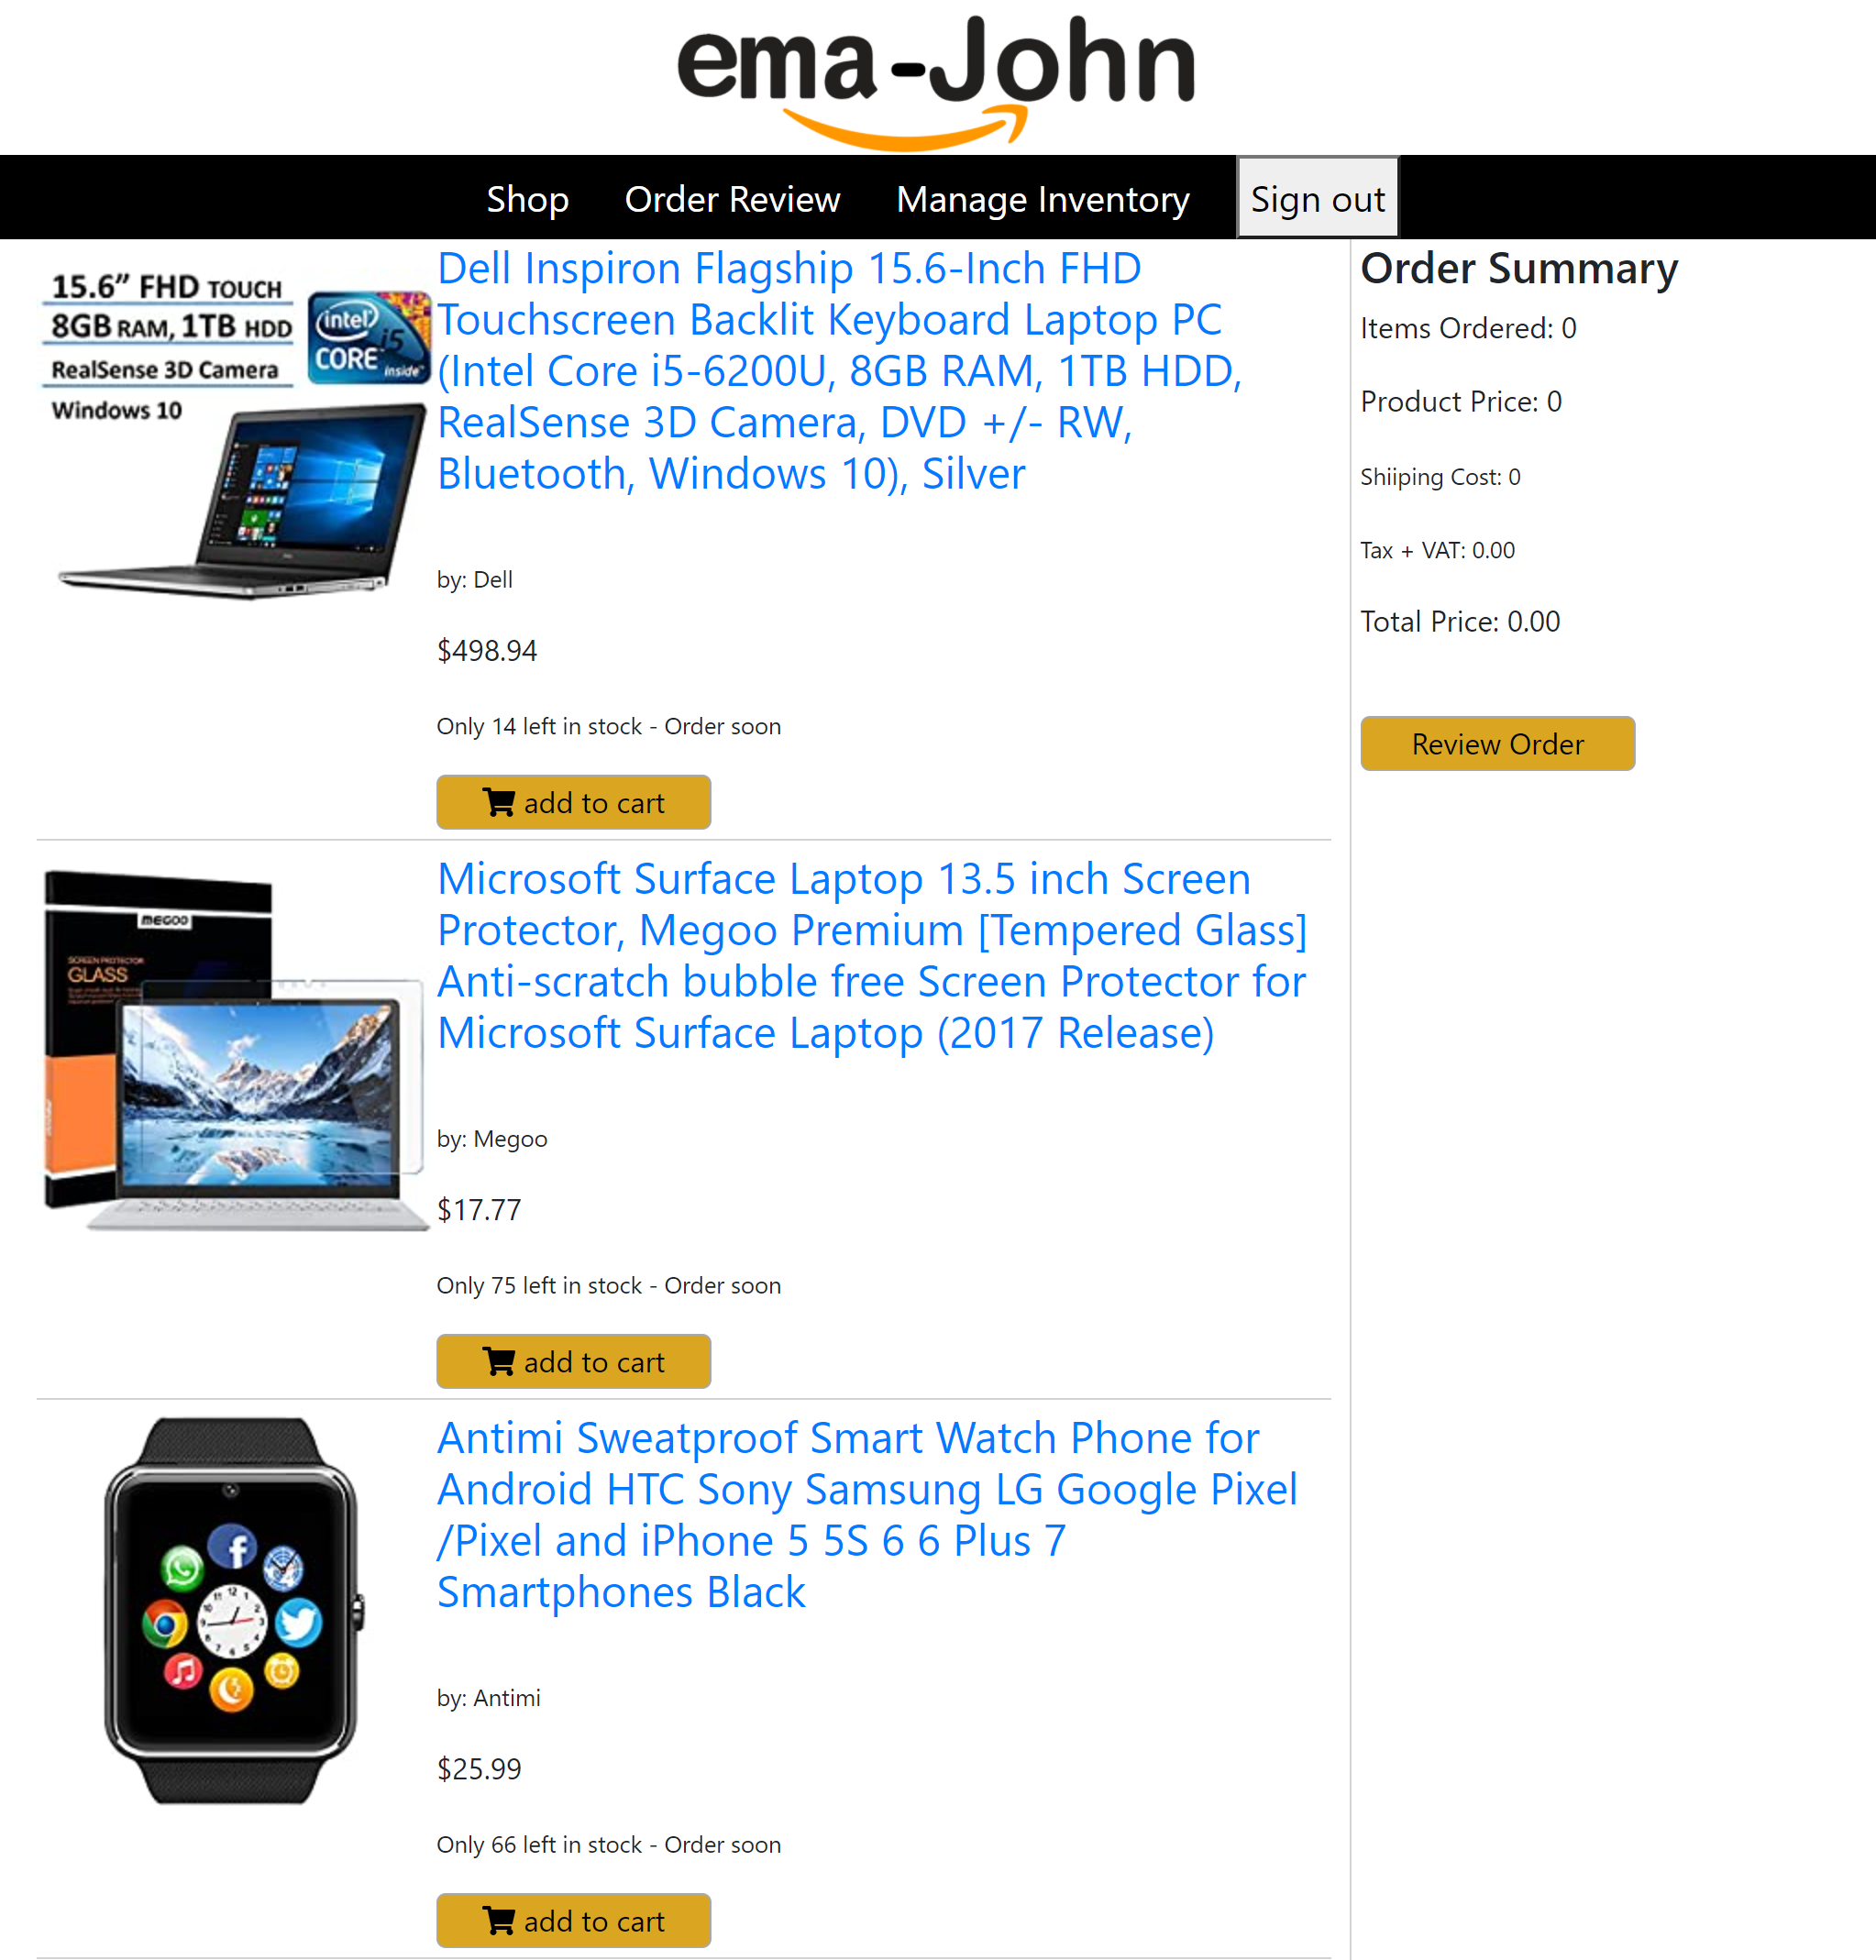 ema-John
Shop Order Review Manage Inventory Sign out
15.6” FHD TOUCH
8GB RAM, 1TB HDD
RealSense 3D Camera
Windows 10
intel
CORE i5
inside
Dell Inspiron Flagship 15.6-Inch FHD
Touchscreen Backlit Keyboard Laptop PC
(Intel Core i5-6200U, 8GB RAM, 1TB HDD,
RealSense 3D Camera, DVD +/- RW,
Bluetooth, Windows 10), Silver
by: Dell
$498.94
Only 14 left in stock - Order soon
add to cart
MEGOO
SCREEN PROTECTOR
GLASS
Microsoft Surface Laptop 13.5 inch Screen
Protector, Megoo Premium [Tempered Glass]
Anti-scratch bubble free Screen Protector for
Microsoft Surface Laptop (2017 Release)
by: Megoo
$17.77
Only 75 left in stock - Order soon
add to cart
Antimi Sweatproof Smart Watch Phone for
Android HTC Sony Samsung LG Google Pixel
/Pixel and iPhone 5 5S 6 6 Plus 7
Smartphones Black
by: Antimi
$25.99
Only 66 left in stock - Order soon
add to cart
Order Summary
Items Ordered: 0
Product Price: 0
Shiiping Cost: 0
Tax + VAT: 0.00
Total Price: 0.00
Review Order